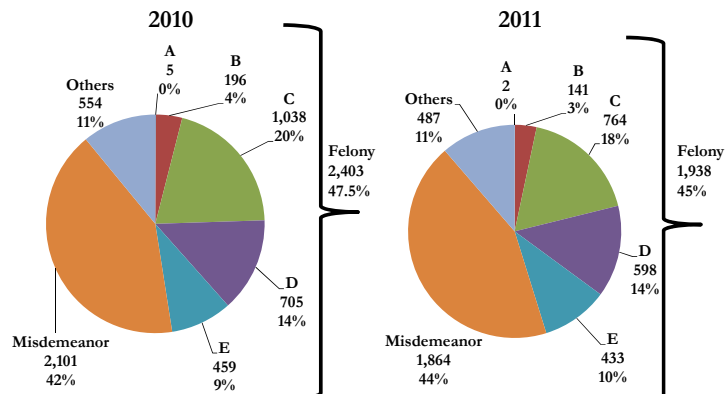 2010
A
5
0%
B
196
4%
C
1,038
20%
Others
554
11%
Felony
2,403
47.5%
D
705
14%
E
459
9%
Misdemeanor
2,101
42%
2011
A
2
0%
B
141
3%
C
764
18%
Others
487
11%
Felony
1,938
45%
D
598
14%
E
433
10%
Misdemeanor
1,864
44%